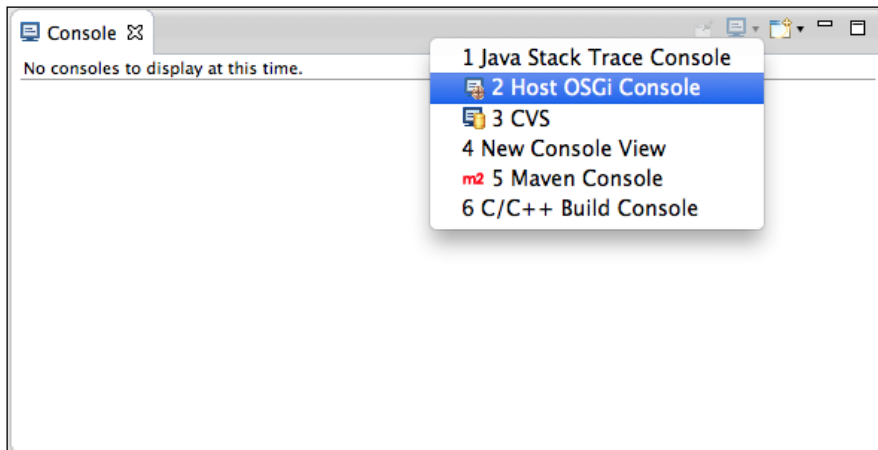 Console
No consoles to display at this time.
1 Java Stack Trace Console
2 Host OSGi Console
3 CVS
4 New Console View
m2 5 Maven Console
6 C/C++ Build Console